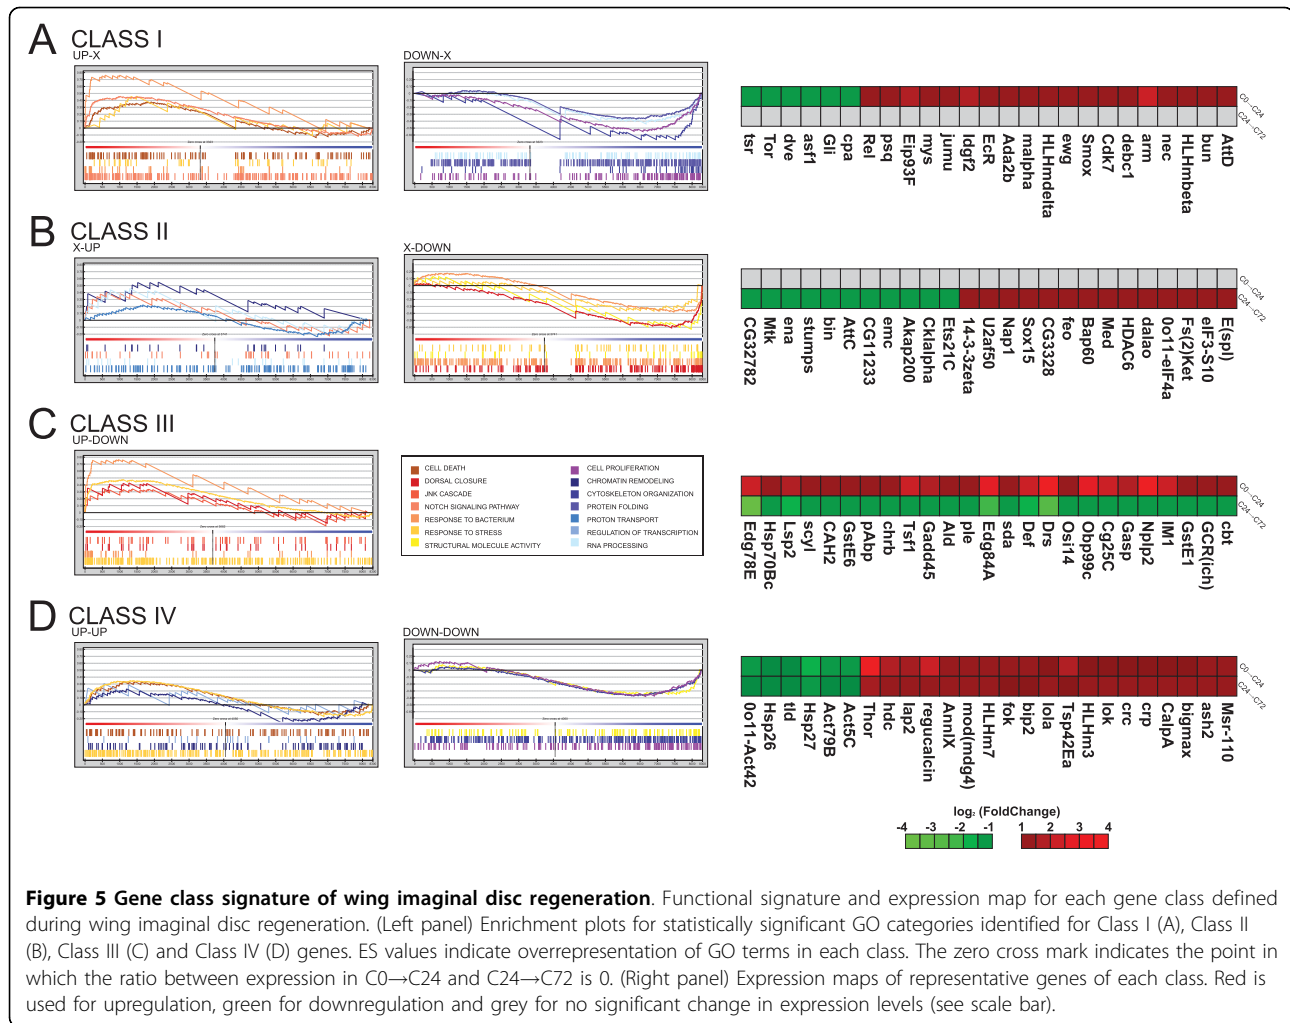 A CLASS I
UP-X
DOWN-X
C0→C24
C24→C72
tsr
Tor
dve
asf1
Gli
cpa
Rel
psq
Eip93F
mys
jumu
Idgf2
EcR
Ada2b
malpha
HLHmdelta
ewg
Smox
Cdk7
debcl
arm
nec
HLHmbeta
bun
AttD
B CLASS II
X-UP
X-DOWN
C0→C24
C24→C72
CG32782
Mtk
ena
stumps
bin
AttC
CG11233
emc
Akap200
CkIalpha
Ets21C
14-3-3zeta
U2af50
Nap1
Sox15
CG3328
feo
Bap60
Med
HDAC6
dalao
0o11-eIF4a
Fs(2)Ket
eIF3-S10
E(spl)
C CLASS III
UP-DOWN
CELL DEATH
DORSAL CLOSURE
JNK CASCADE
NOTCH SIGNALING PATHWAY
RESPONSE TO BACTERIUM
RESPONSE TO STRESS
STRUCTURAL MOLECULE ACTIVITY
CELL PROLIFERATION
CHROMATIN REMODELING
CYTOSKELETON ORGANIZATION
PROTEIN FOLDING
PROTON TRANSPORT
REGULATION OF TRANSCRIPTION
RNA PROCESSING
C0→C24
C24→C72
Edg78E
Hsp70Bc
Lsp2
scyl
CAH2
GstE6
pAbp
chrb
Tsf1
Gadd45
Ald
ple
Edg84A
sda
Def
Drs
Osi14
Obp99c
Cg25C
Gasp
Nplp2
IM1
GstE1
GCR(ich)
cbt
D CLASS IV
UP-UP
DOWN-DOWN
C0→C24
C24→C72
0o11-Act42
Hsp26
tld
Hsp27
Act79B
Act5C
Thor
hdc
Iap2
regucalcin
AnnIX
mod(mdg4)
HLHm7
fok
bip2
lola
Tsp42Ea
HLHm3
lok
crc
crp
CalpA
bigmax
ash2
Msr-110
log₂ (FoldChange)
-4 -3 -2 -1 1 2 3 4
Figure 5 Gene class signature of wing imaginal disc regeneration. Functional signature and expression map for each gene class defined
during wing imaginal disc regeneration. (Left panel) Enrichment plots for statistically significant GO categories identified for Class I (A), Class II
(B), Class III (C) and Class IV (D) genes. ES values indicate overrepresentation of GO terms in each class. The zero cross mark indicates the point in
which the ratio between expression in C0→C24 and C24→C72 is 0. (Right panel) Expression maps of representative genes of each class. Red is
used for upregulation, green for downregulation and grey for no significant change in expression levels (see scale bar).